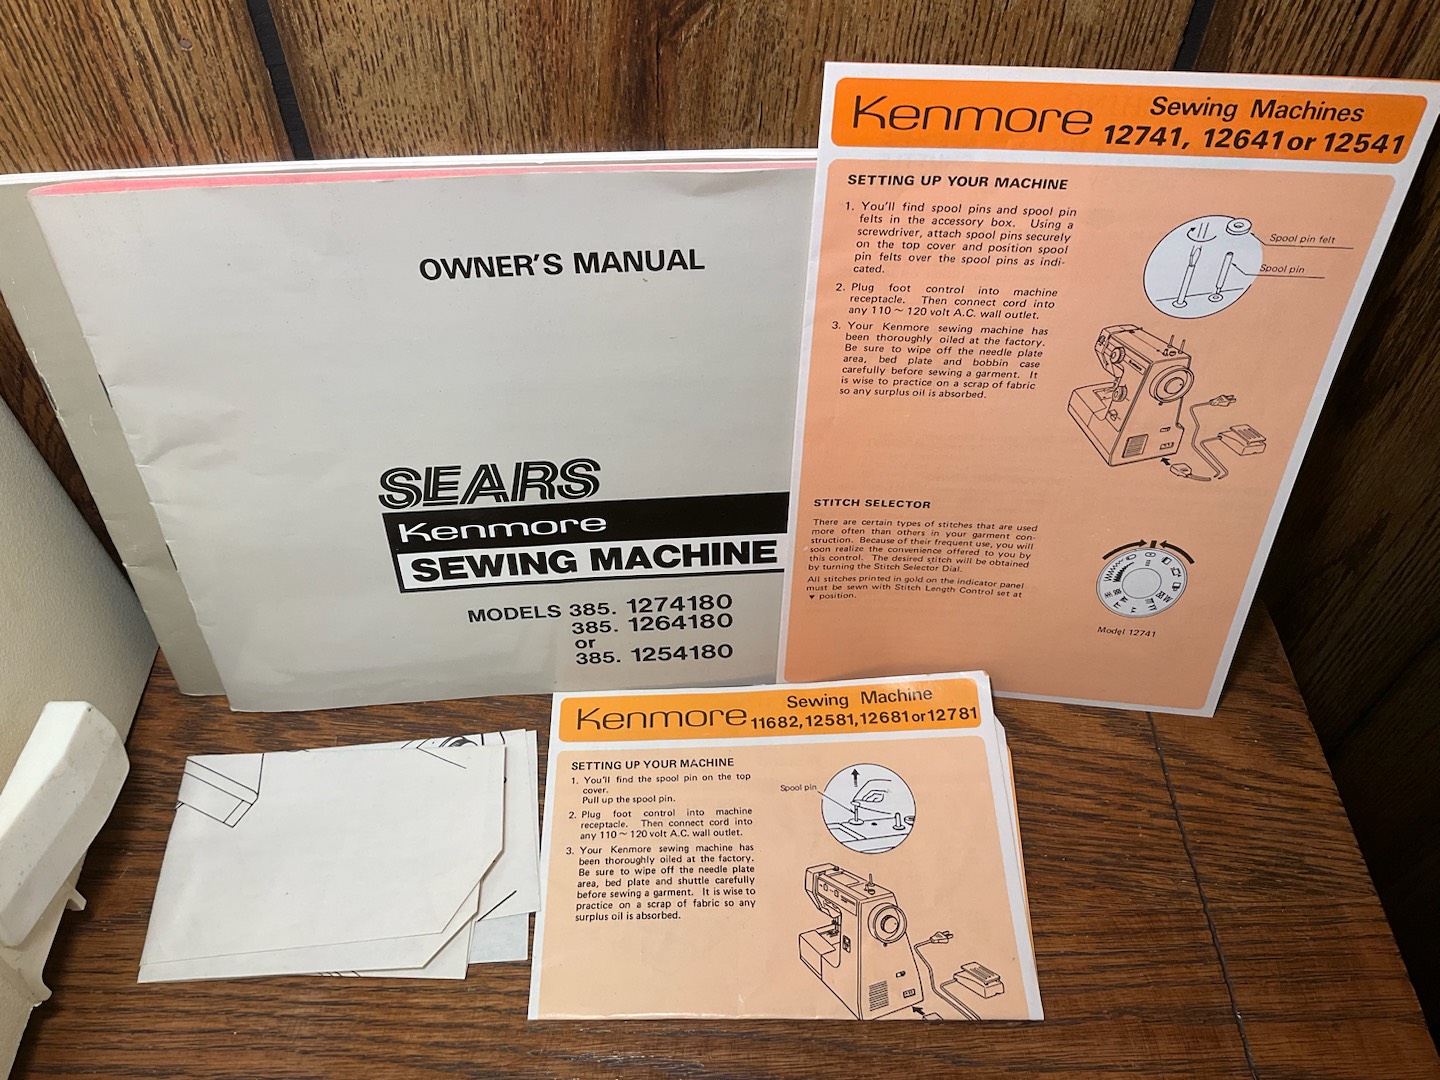 OWNER'S MANUAL
SEARS
Kenmore
SEWING MACHINE
MODELS 385. 1274180
385. 1264180
or
385. 1254180
Kenmore Sewing Machines
12741, 12641 or 12541
SETTING UP YOUR MACHINE
1. You'll find spool pins and spool pin
felts in the accessory box. Using a
screwdriver, attach spool pins securely
on the top cover and position spool
pin felts over the spool pins as indi-
cated.
2. Plug foot control into machine
receptacle. Then connect cord into
any 110 ~ 120 volt A.C. wall outlet.
3. Your Kenmore sewing machine has
been thoroughly oiled at the factory.
Be sure to wipe off the needle plate
area, bed plate and bobbin case
carefully before sewing a garment. It
is wise to practice on a scrap of fabric
so any surplus oil is absorbed.
Spool pin felt
Spool pin
STITCH SELECTOR
There are certain types of stitches that are used
more often than others in your garment con-
struction. Because of their frequent use, you will
soon realize the convenience offered to you by
this control. The desired stitch will be obtained
by turning the Stitch Selector Dial.
All stitches printed in gold on the indicator panel
must be sewn with Stitch Length Control set at
▼ position.
Model 12741
Kenmore Sewing Machine
11682, 12581, 12681 or 12781
SETTING UP YOUR MACHINE
1. You'll find the spool pin on the top
cover.
Pull up the spool pin.
2. Plug foot control into machine
receptacle. Then connect cord into
any 110 ~ 120 volt A.C. wall outlet.
3. Your Kenmore sewing machine has
been thoroughly oiled at the factory.
Be sure to wipe off the needle plate
area, bed plate and shuttle carefully
before sewing a garment. It is wise to
practice on a scrap of fabric so any
surplus oil is absorbed.
Spool pin